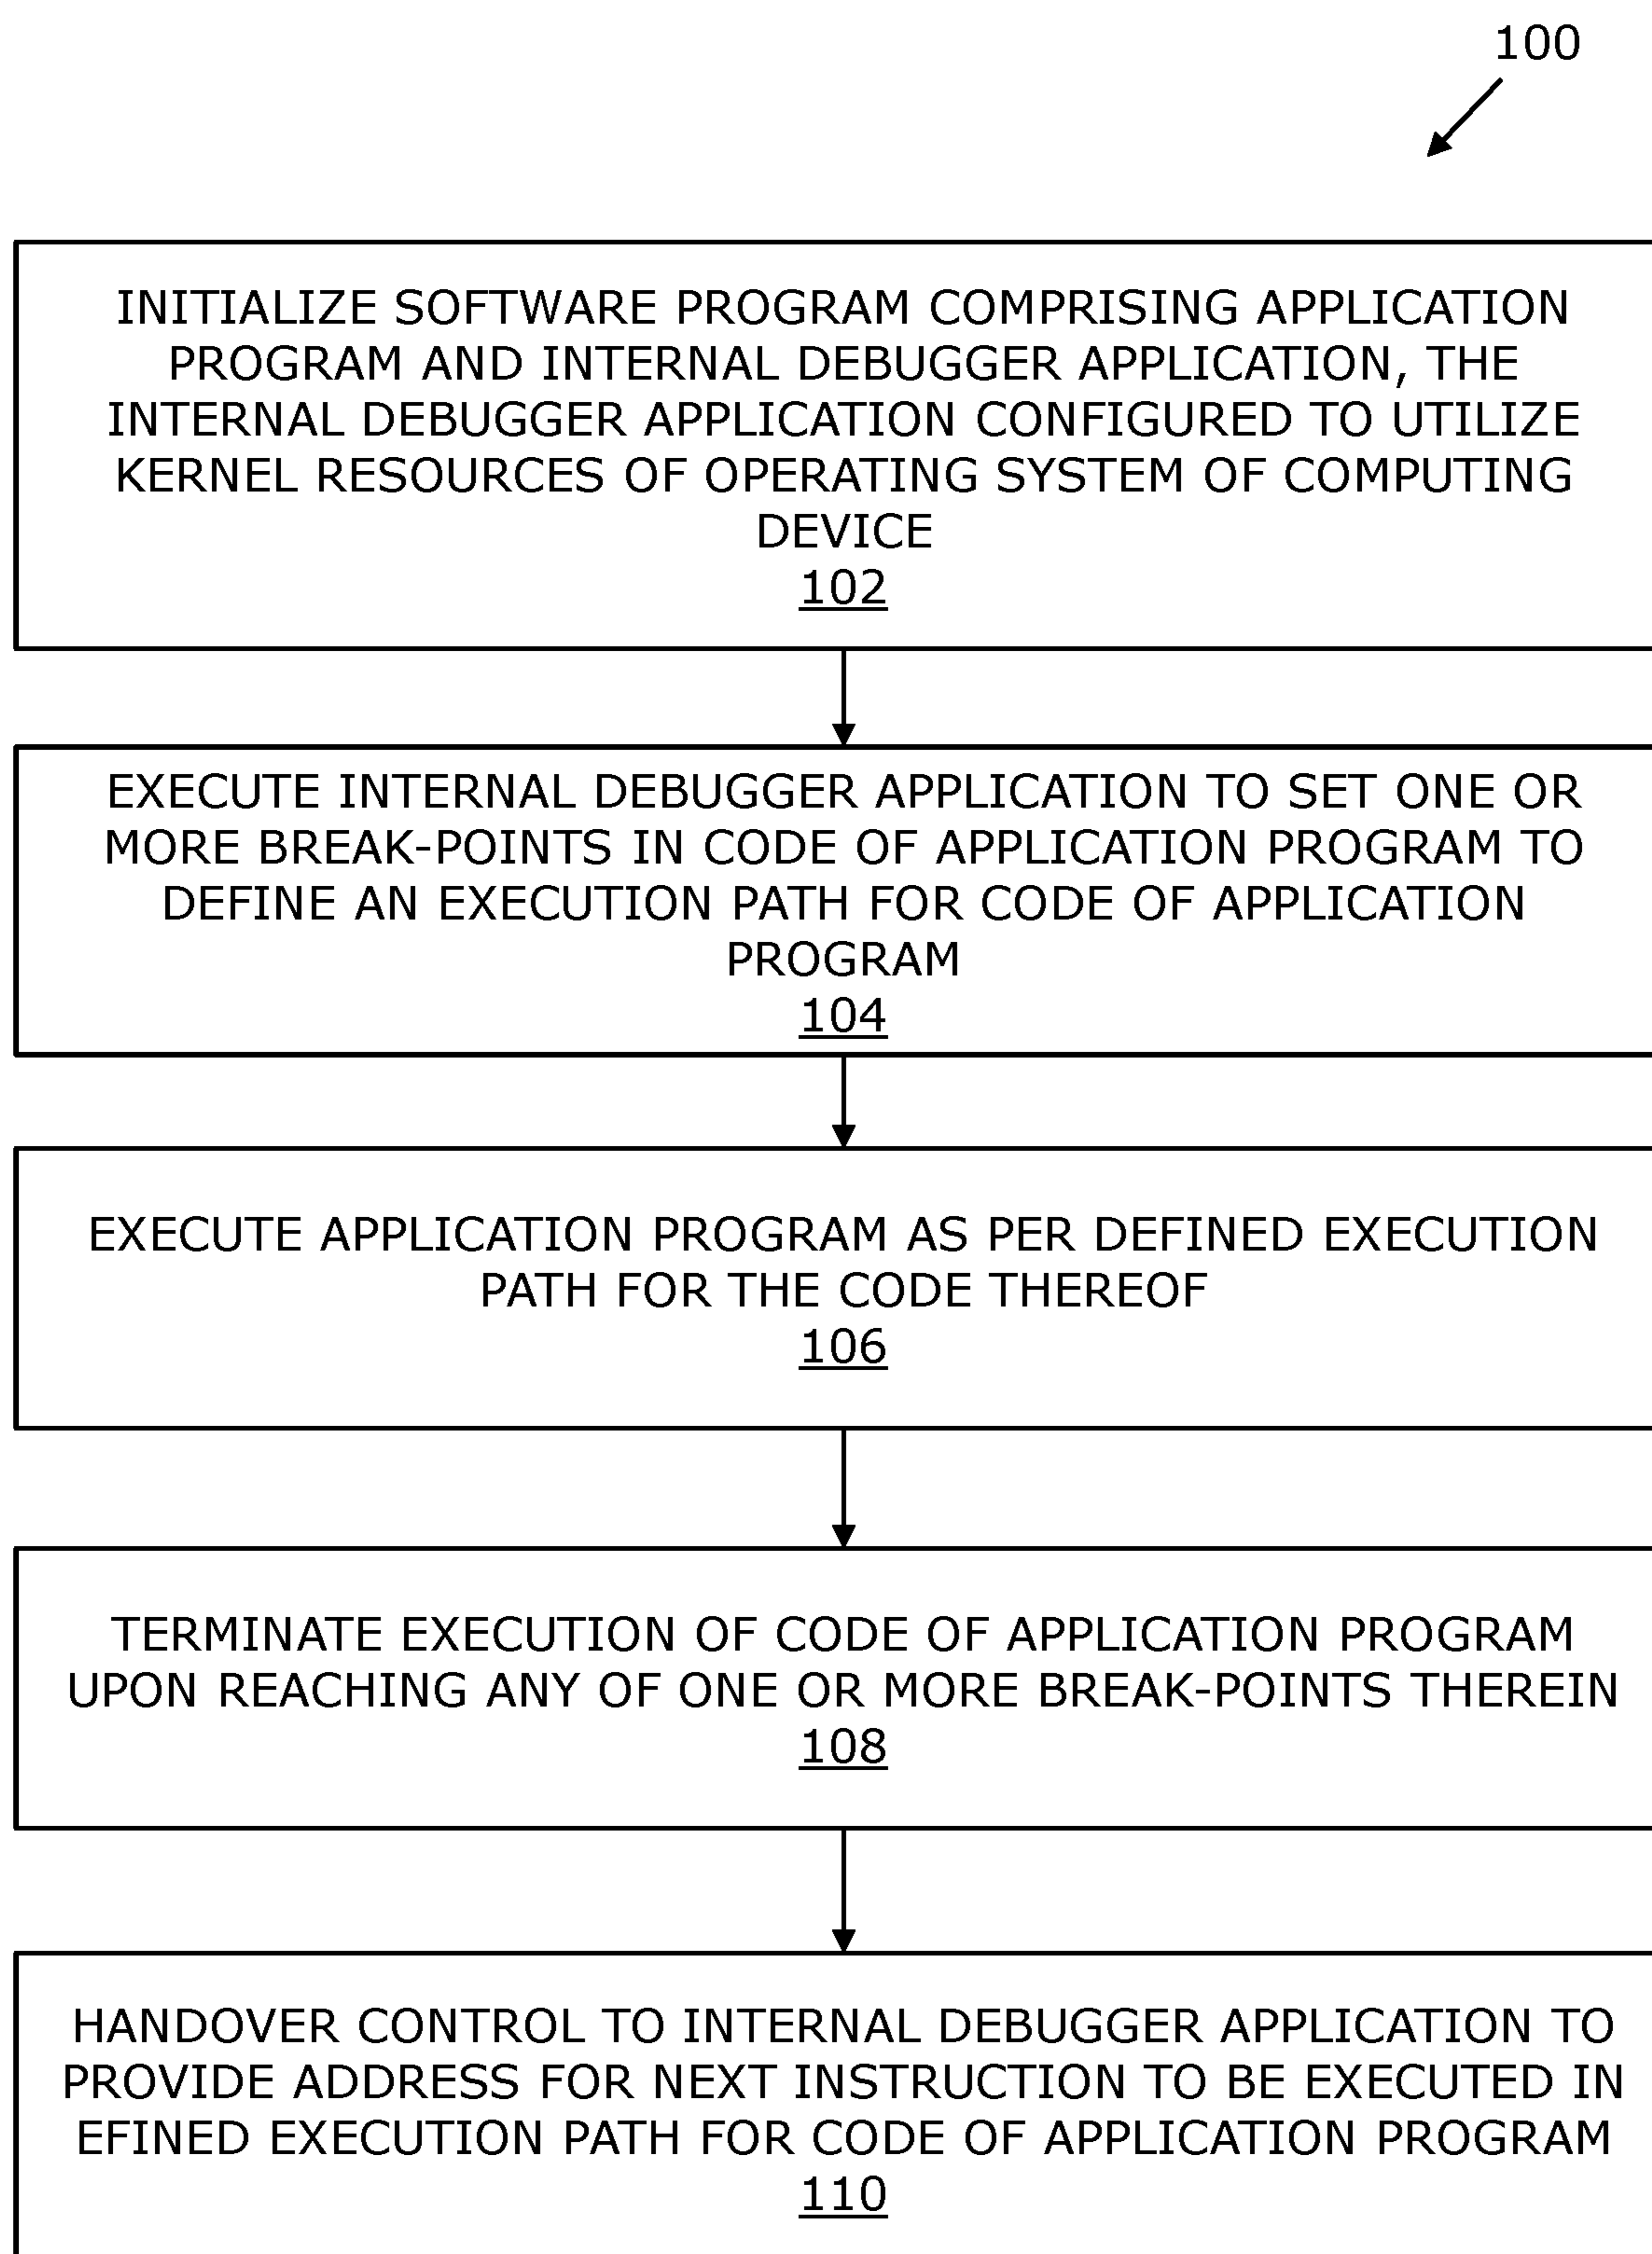 100
INITIALIZE SOFTWARE PROGRAM COMPRISING APPLICATION
PROGRAM AND INTERNAL DEBUGGER APPLICATION, THE
INTERNAL DEBUGGER APPLICATION CONFIGURED TO UTILIZE
KERNEL RESOURCES OF OPERATING SYSTEM OF COMPUTING
DEVICE
102
EXECUTE INTERNAL DEBUGGER APPLICATION TO SET ONE OR
MORE BREAK-POINTS IN CODE OF APPLICATION PROGRAM TO
DEFINE AN EXECUTION PATH FOR CODE OF APPLICATION
PROGRAM
104
EXECUTE APPLICATION PROGRAM AS PER DEFINED EXECUTION
PATH FOR THE CODE THEREOF
106
TERMINATE EXECUTION OF CODE OF APPLICATION PROGRAM
UPON REACHING ANY OF ONE OR MORE BREAK-POINTS THEREIN
108
HANDOVER CONTROL TO INTERNAL DEBUGGER APPLICATION TO
PROVIDE ADDRESS FOR NEXT INSTRUCTION TO BE EXECUTED IN
EFINED EXECUTION PATH FOR CODE OF APPLICATION PROGRAM
110